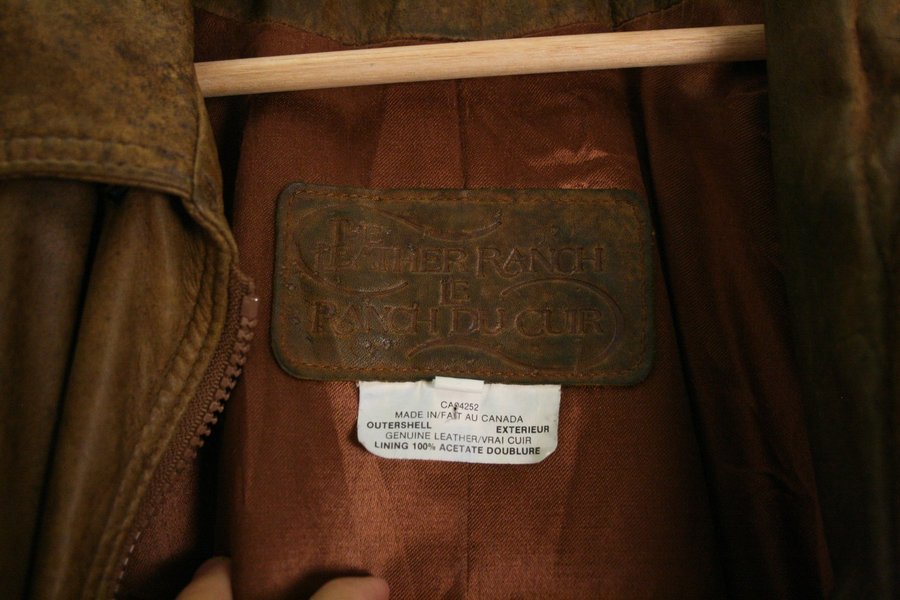 THE
LEATHER RANCH
LE
RANCH DU CUIR
CA04252
MADE IN/FAIT AU CANADA
OUTERSHELL EXTERIEUR
GENUINE LEATHER/VRAI CUIR
LINING 100% ACETATE DOUBLURE